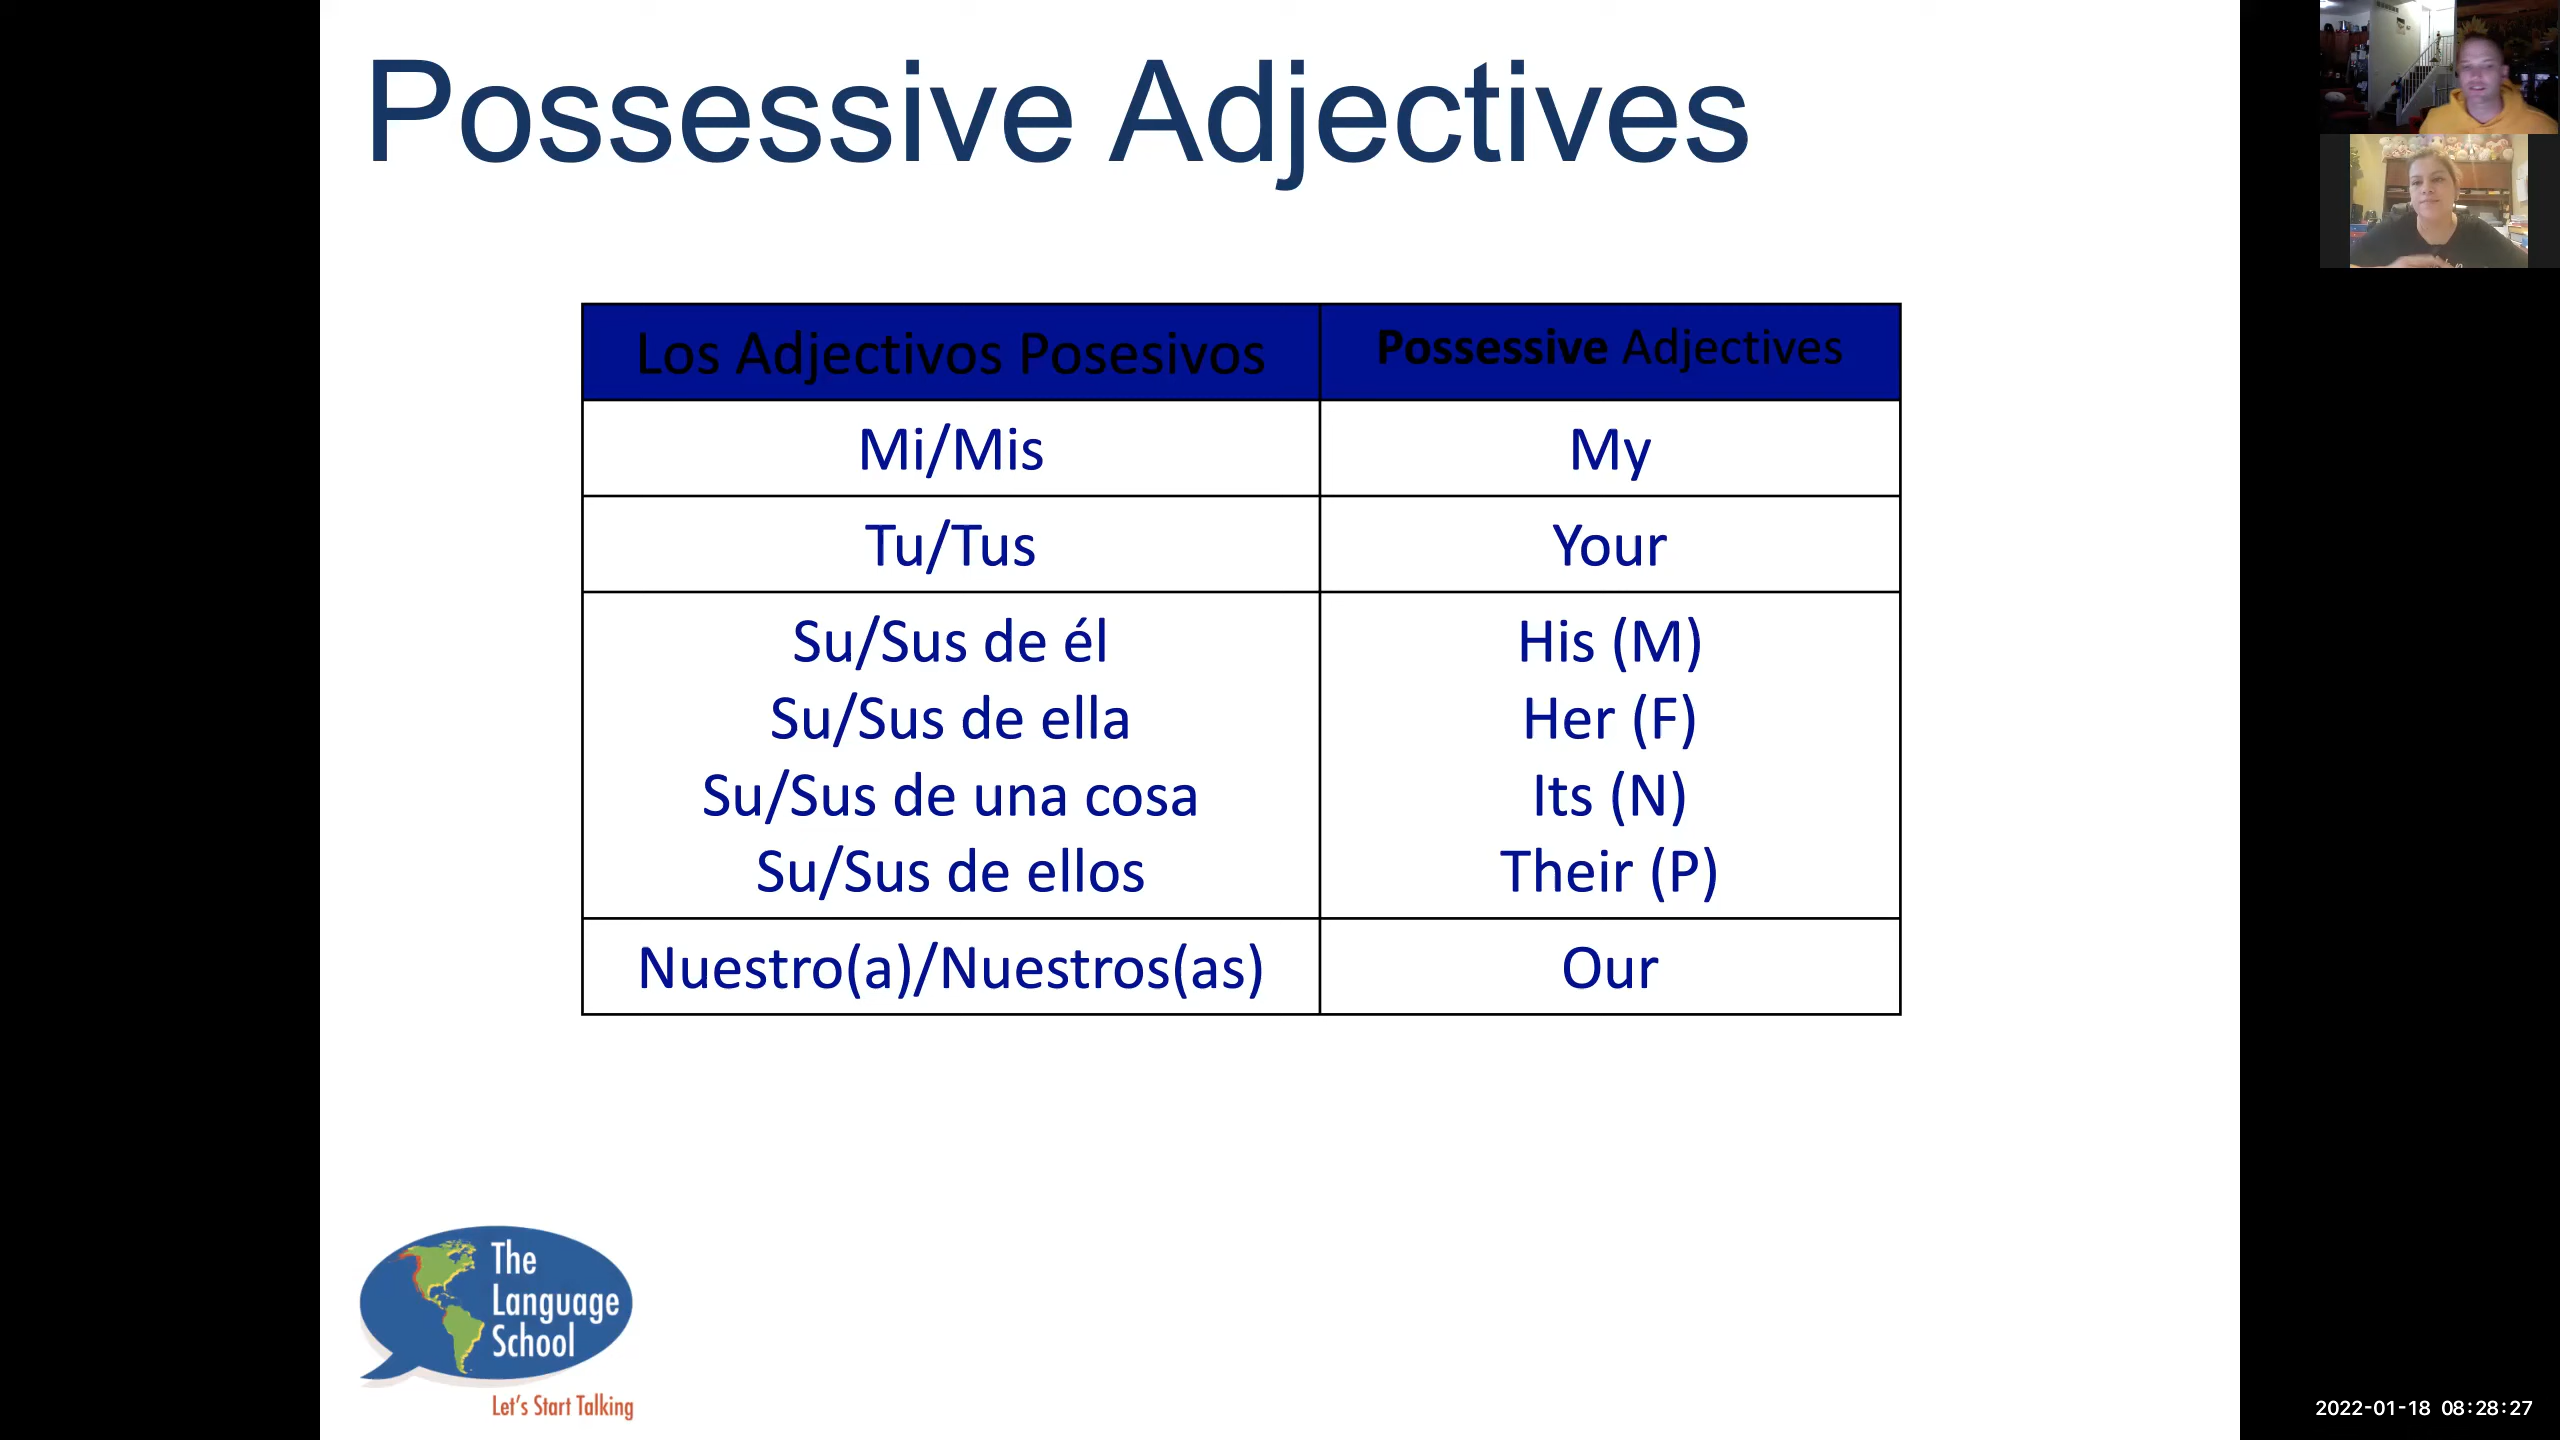 Possessive Adjectives
Los Adjectivos Posesivos
Possessive Adjectives
Mi/Mis
My
Tu/Tus
Your
Su/Sus de él
His (M)
Su/Sus de ella
Her (F)
Su/Sus de una cosa
Its (N)
Su/Sus de ellos
Their (P)
Nuestro(a)/Nuestros(as)
Our
The
Language
School
Let's Start Talking
2022-01-18 08:28:27